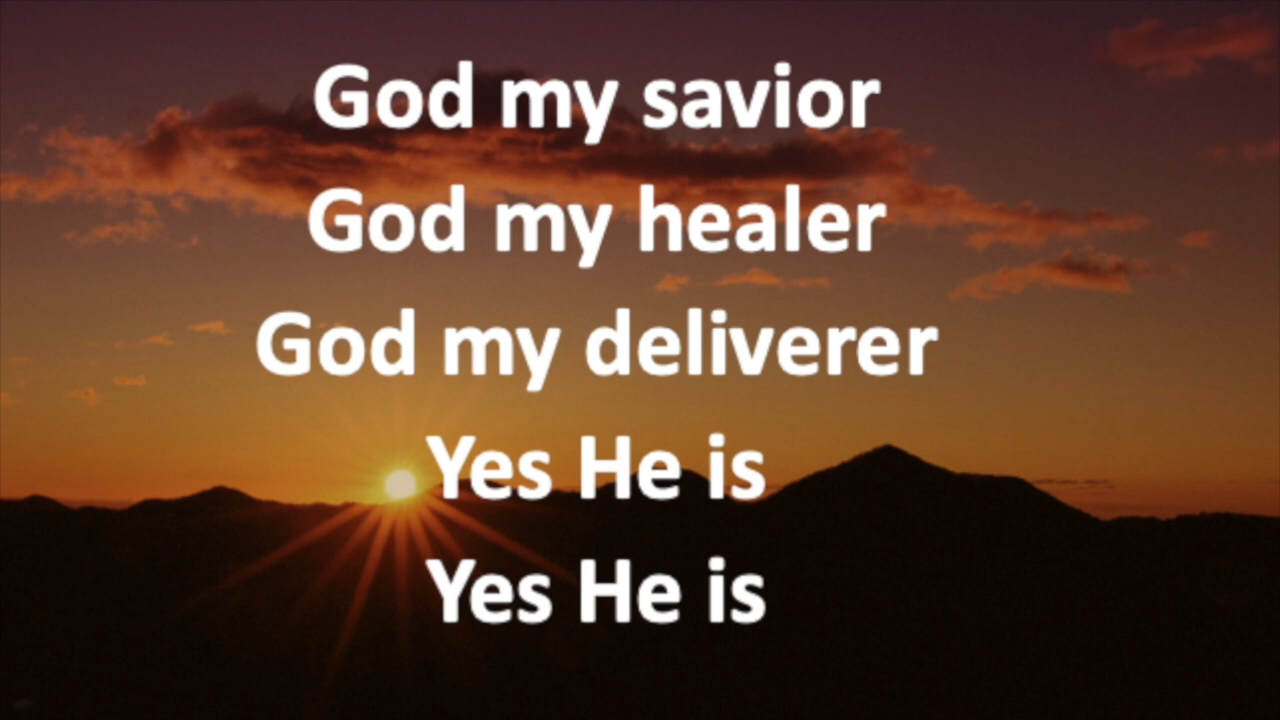 God my savior
God my healer
God my deliverer
Yes He is
Yes He is